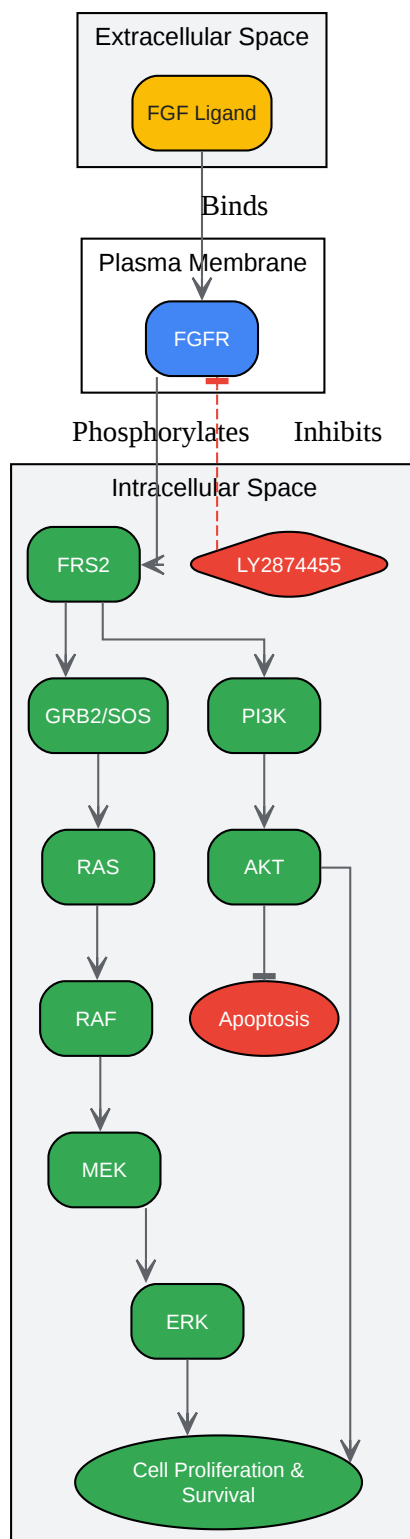 Extracellular Space
FGF Ligand
Binds
Plasma Membrane
FGFR
Phosphorylates
Inhibits
Intracellular Space
FRS2
LY2874455
GRB2/SOS
PI3K
RAS
AKT
RAF
Apoptosis
MEK
ERK
Cell Proliferation &
Survival